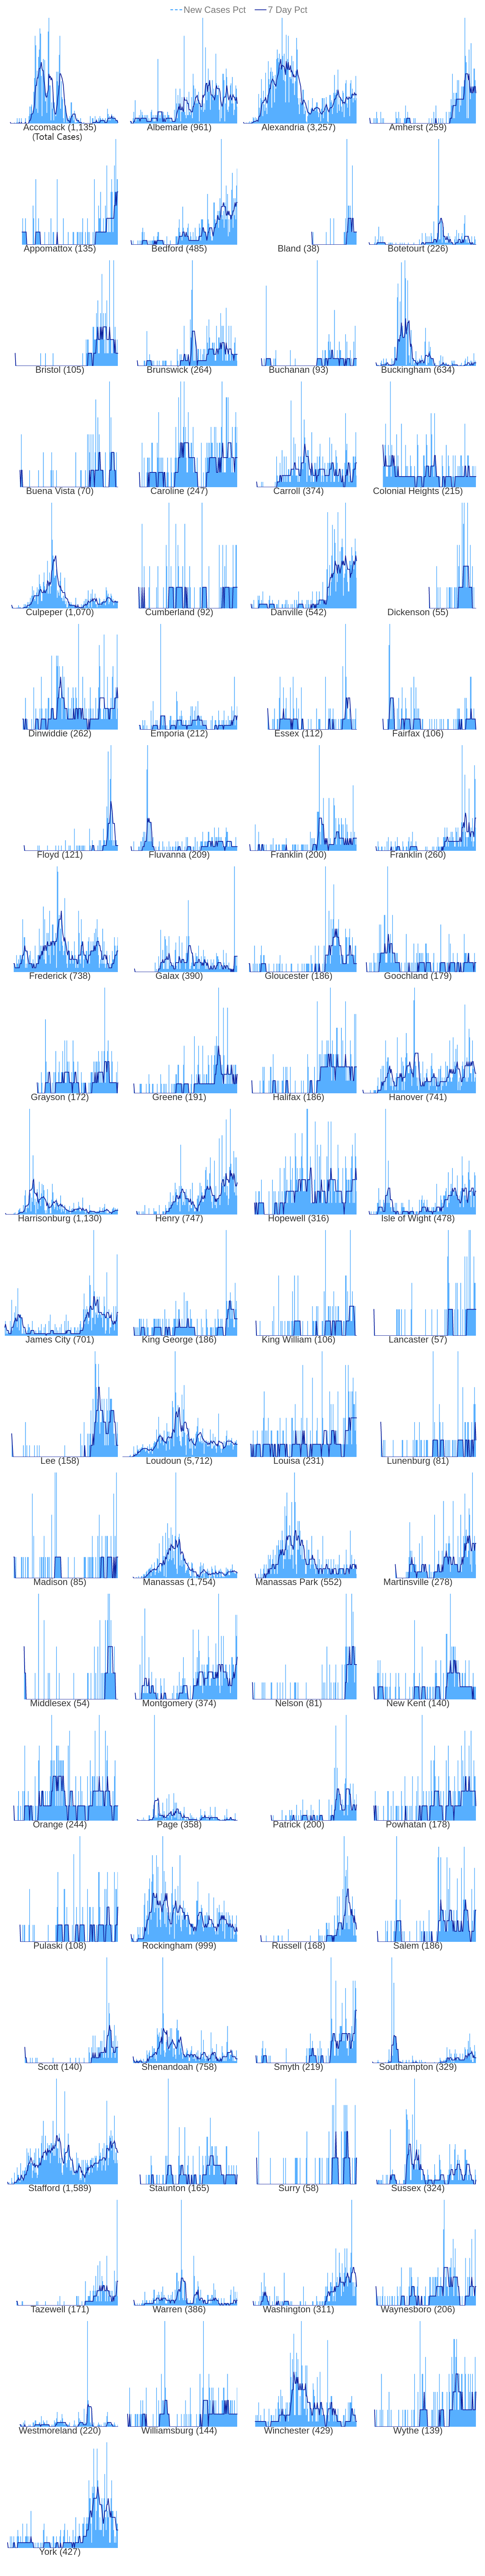 New Cases Pct 7 Day Pct
Accomack (1,135) Albemarle (961) Alexandria (3,257) Amherst (259)
(Total Cases)
Appomattox (135) Bedford (485) Bland (38) Botetourt (226)
Bristol (105) Brunswick (264) Buchanan (93) Buckingham (634)
Buena Vista (70) Caroline (247) Carroll (374) Colonial Heights (215)
Culpeper (1,070) Cumberland (92) Danville (542) Dickenson (55)
Dinwiddie (262) Emporia (212) Essex (112) Fairfax (106)
Floyd (121) Fluvanna (209) Franklin (200) Franklin (260)
Frederick (738) Galax (390) Gloucester (186) Goochland (179)
Grayson (172) Greene (191) Halifax (186) Hanover (741)
Harrisonburg (1,130) Henry (747) Hopewell (316) Isle of Wight (478)
James City (701) King George (186) King William (106) Lancaster (57)
Lee (158) Loudoun (5,712) Louisa (231) Lunenburg (81)
Madison (85) Manassas (1,754) Manassas Park (552) Martinsville (278)
Middlesex (54) Montgomery (374) Nelson (81) New Kent (140)
Orange (244) Page (358) Patrick (200) Powhatan (178)
Pulaski (108) Rockingham (999) Russell (168) Salem (186)
Scott (140) Shenandoah (758) Smyth (219) Southampton (329)
Stafford (1,589) Staunton (165) Surry (58) Sussex (324)
Tazewell (171) Warren (386) Washington (311) Waynesboro (206)
Westmoreland (220) Williamsburg (144) Winchester (429) Wythe (139)
York (427)